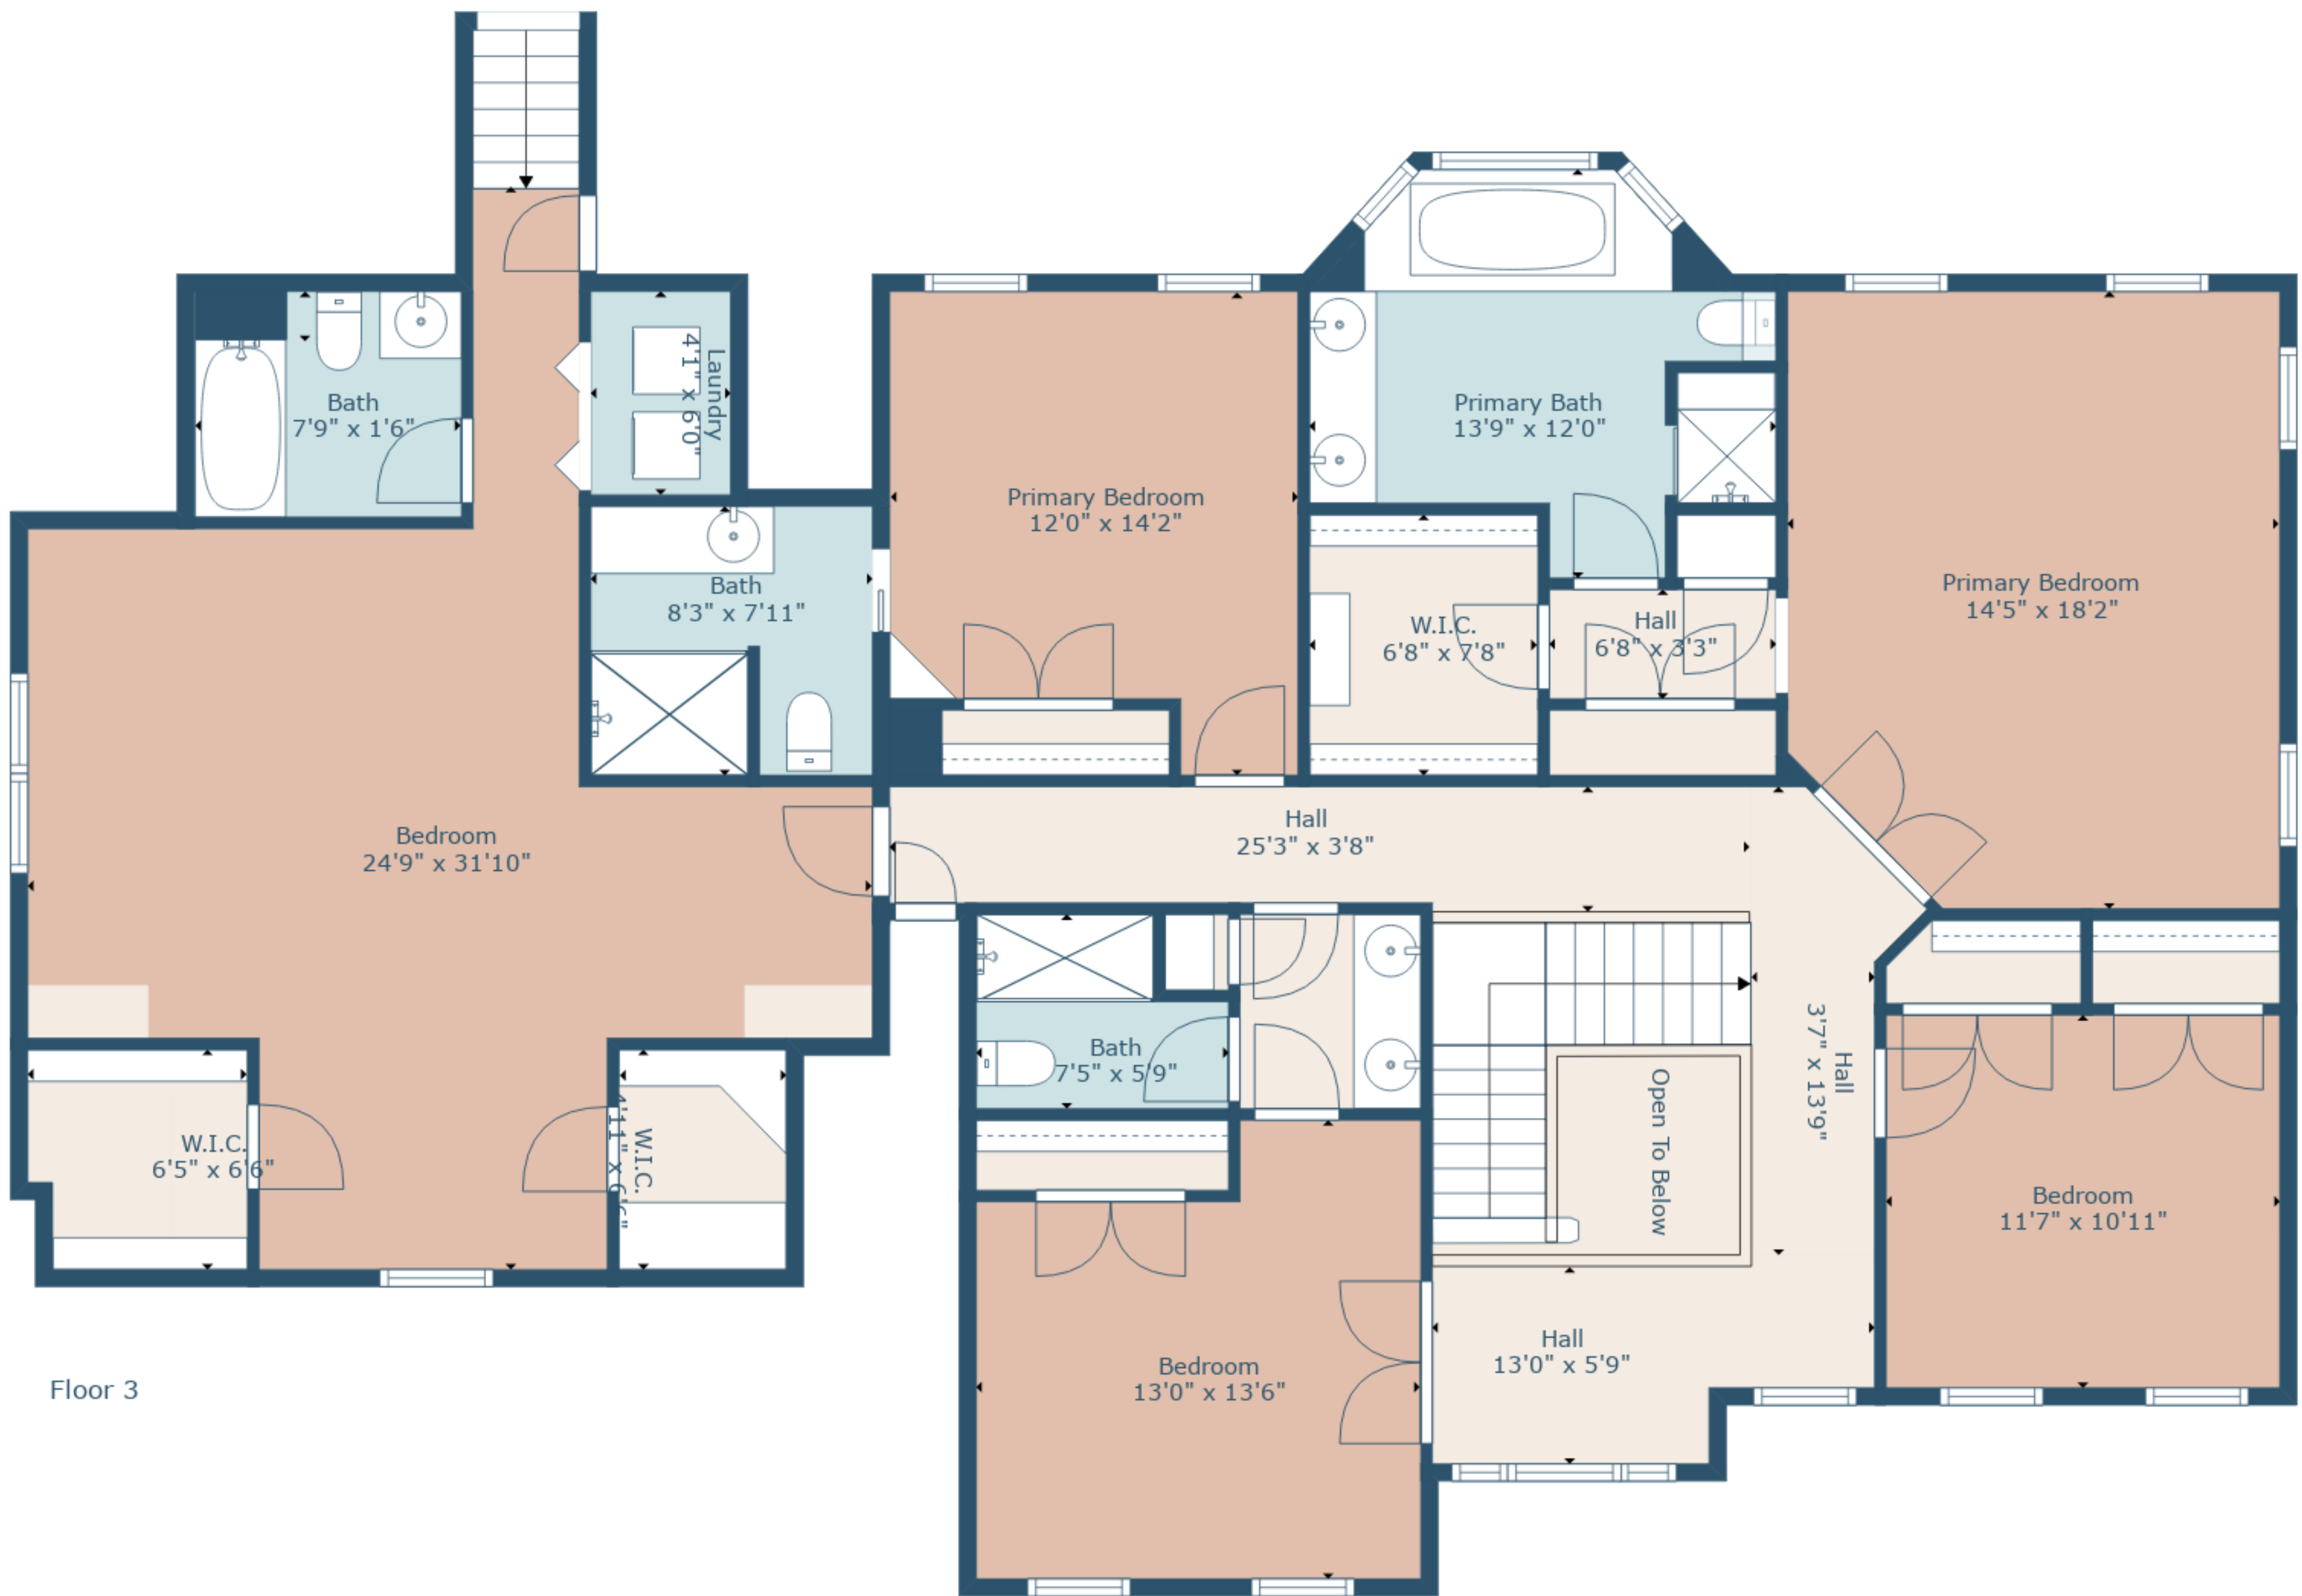 Bath
7'9" x 1'6"
Laundry
4'1" x 6'0"
Primary Bedroom
12'0" x 14'2"
Primary Bath
13'9" x 12'0"
Primary Bedroom
14'5" x 18'2"
Bath
8'3" x 7'11"
W.I.C.
6'8" x 7'8"
Hall
6'8" x 3'3"
Bedroom
24'9" x 31'10"
Hall
25'3" x 3'8"
Bath
7'5" x 5'9"
Hall
3'7" x 13'9"
Open To Below
W.I.C.
6'5" x 6'6"
W.I.C.
4'11" x 6'6"
Bedroom
11'7" x 10'11"
Hall
13'0" x 5'9"
Bedroom
13'0" x 13'6"
Floor 3